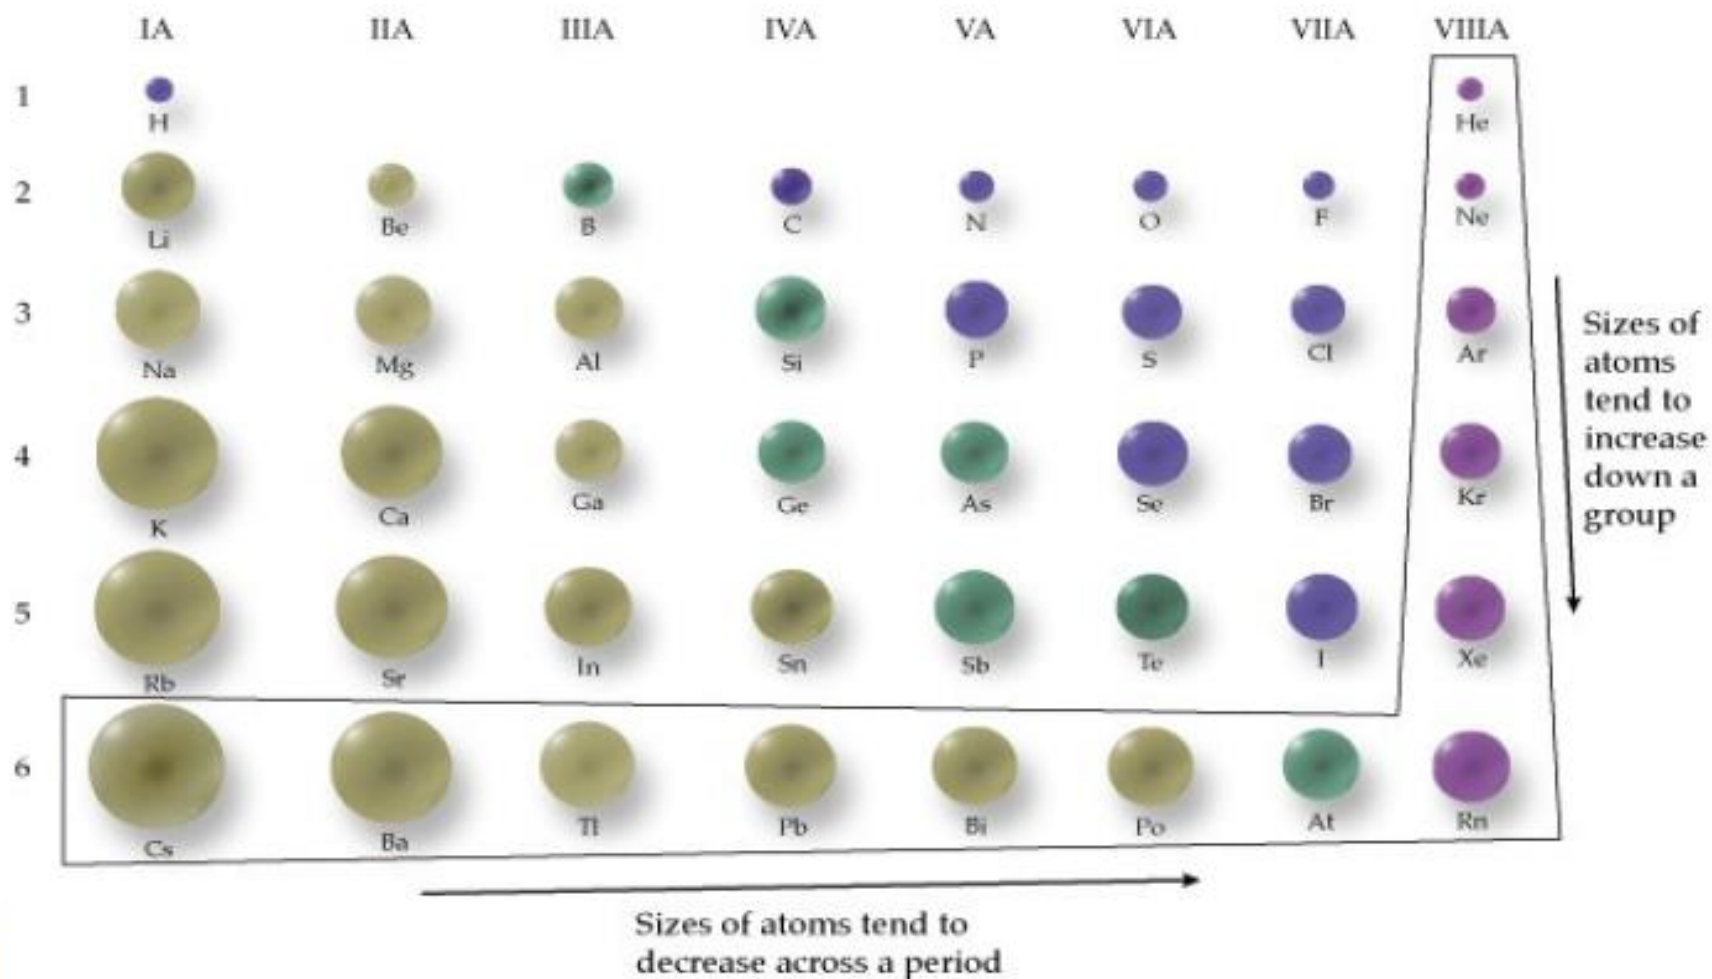 IA IIA IIIA IVA VA VIA VIIA VIIIA
1
H He
2
Li Be B C N O F Ne
3
Na Mg Al Si P S Cl Ar
4
K Ca Ga Ge As Se Br Kr
5
Rb Sr In Sn Sb Te I Xe
6
Cs Ba Tl Pb Bi Po At Rn
Sizes of
atoms
tend to
increase
down a
group
Sizes of atoms tend to
decrease across a period